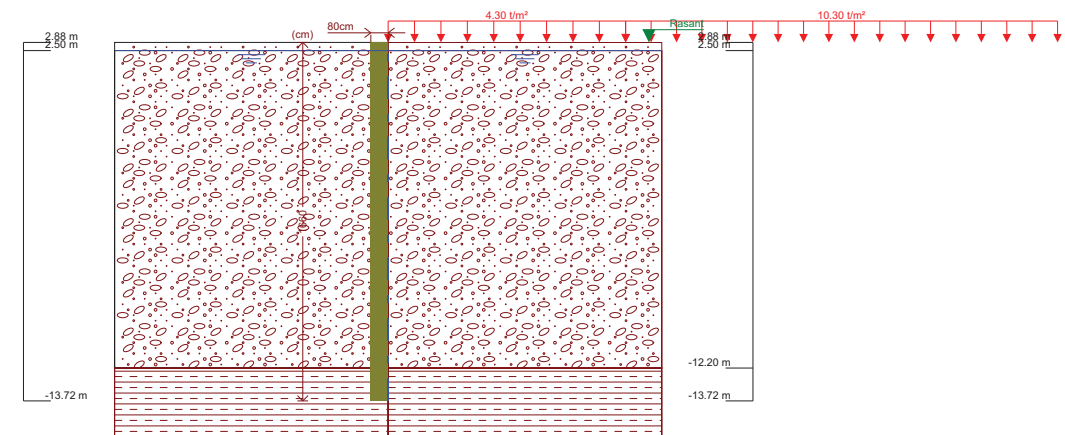 4.30 t/m²
10.30 t/m²
80cm
Rasant
(cm)
2.88 m
2.50 m
2.88 m
2.50 m
1660
-12.20 m
-13.72 m
-13.72 m